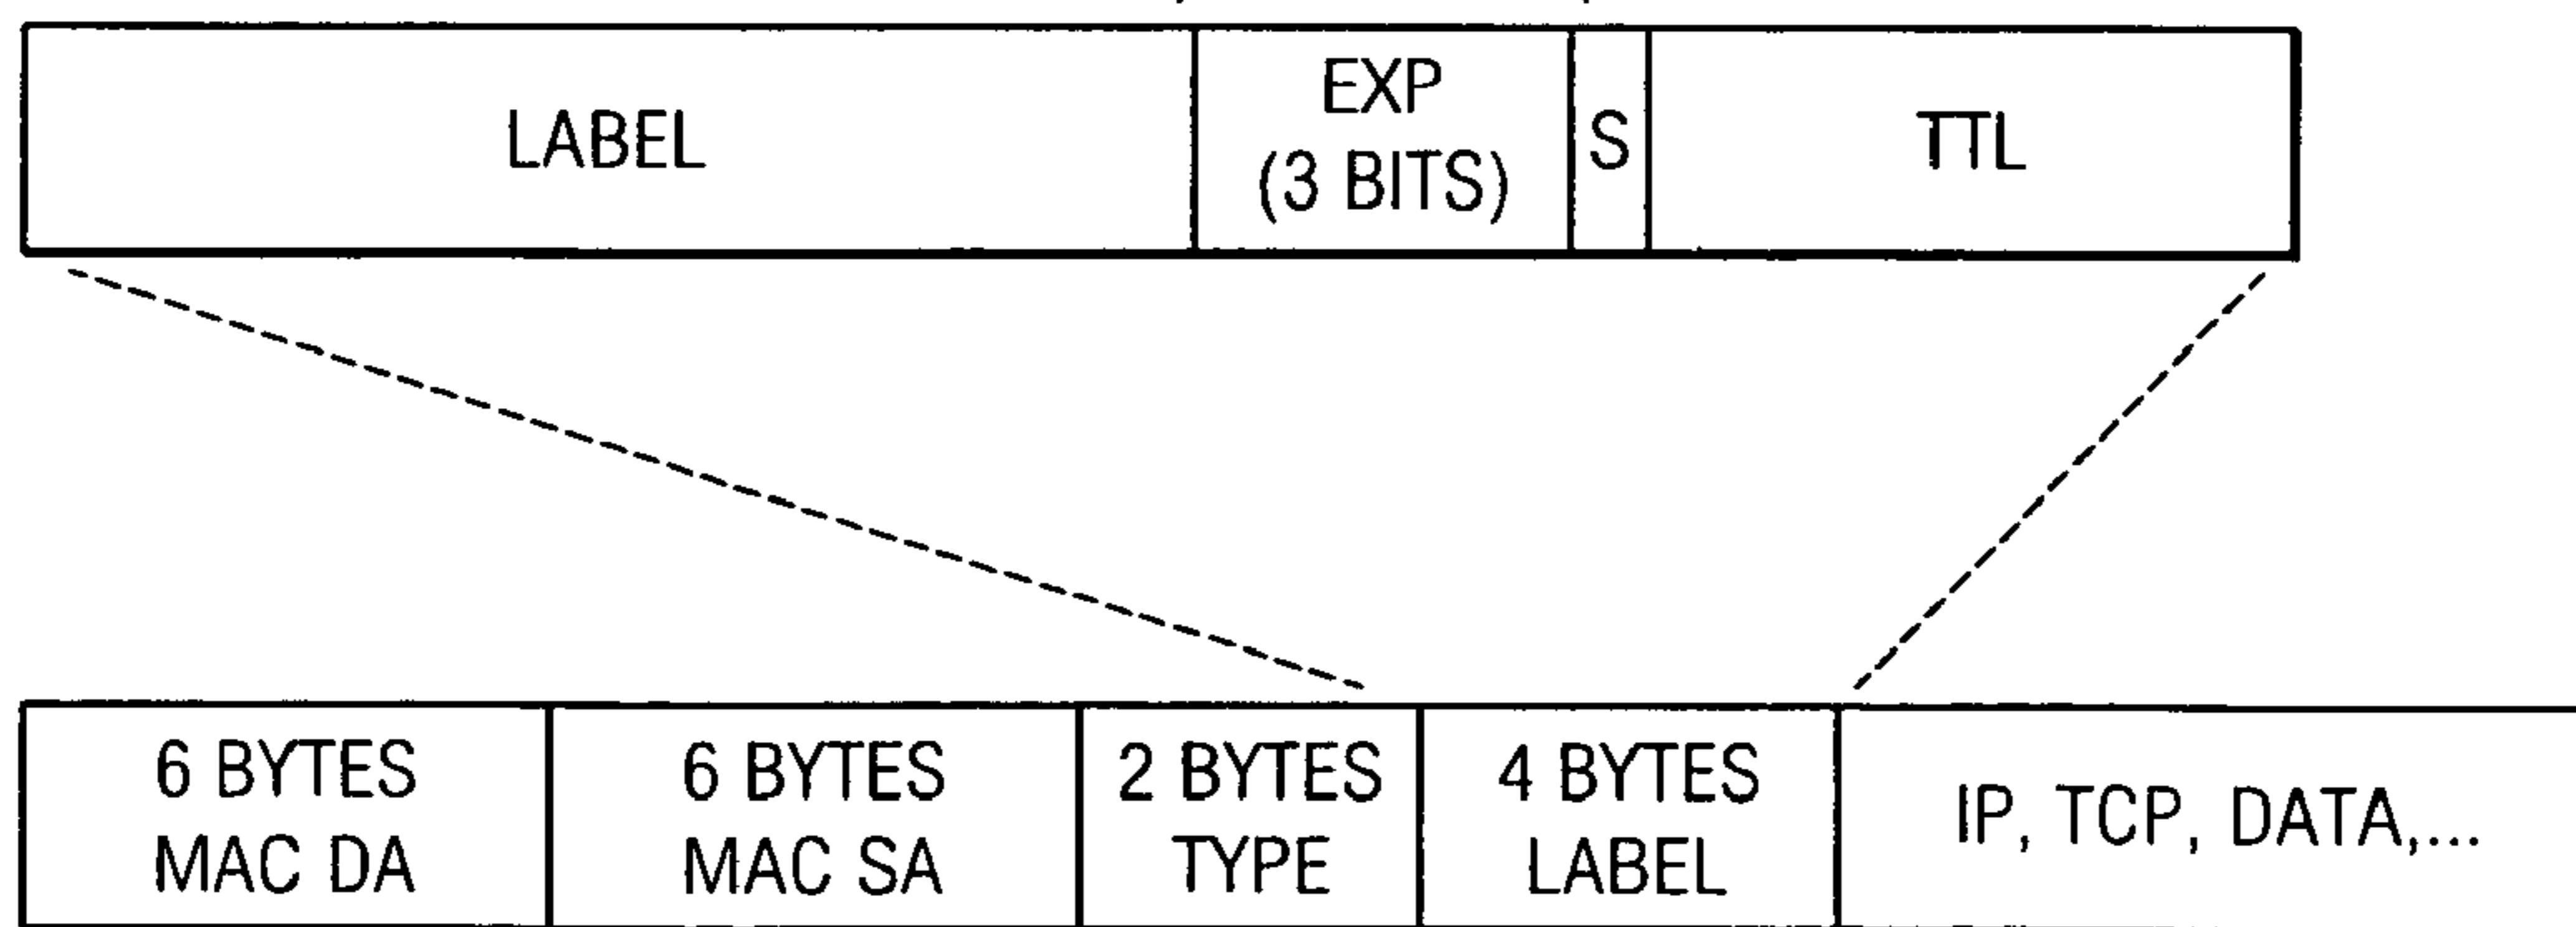 LABEL
EXP
(3 BITS)
S
TTL
6 BYTES
MAC DA
6 BYTES
MAC SA
2 BYTES
TYPE
4 BYTES
LABEL
IP, TCP, DATA,...